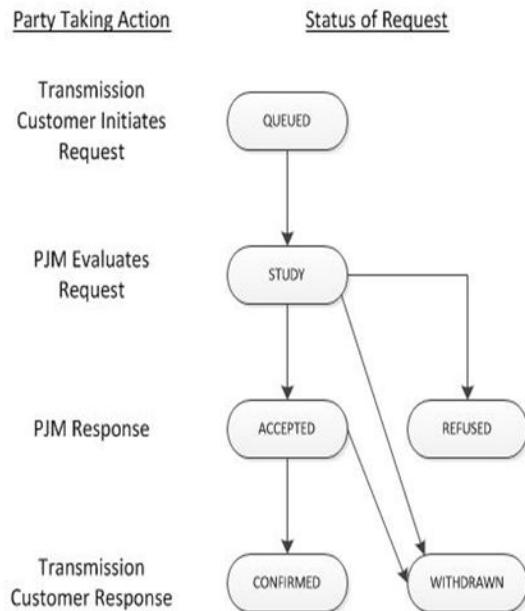 Party Taking Action
Status of Request
Transmission
Customer Initiates
Request
QUEUED
PJM Evaluates
Request
STUDY
PJM Response
ACCEPTED
REFUSED
Transmission
Customer Response
CONFIRMED
WITHDRAWN